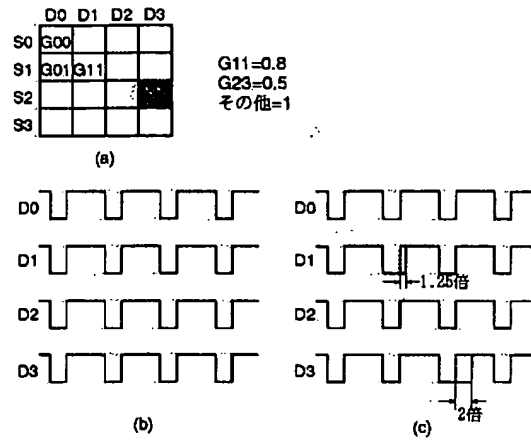 D0 D1 D2 D3
S0 G00
S1 G01 G11
S2
S3
G11=0.8
G23=0.5
その他=1
(a)
D0
D1
D2
D3
(b)
D0
D1
1.25倍
D2
D3
2倍
(c)